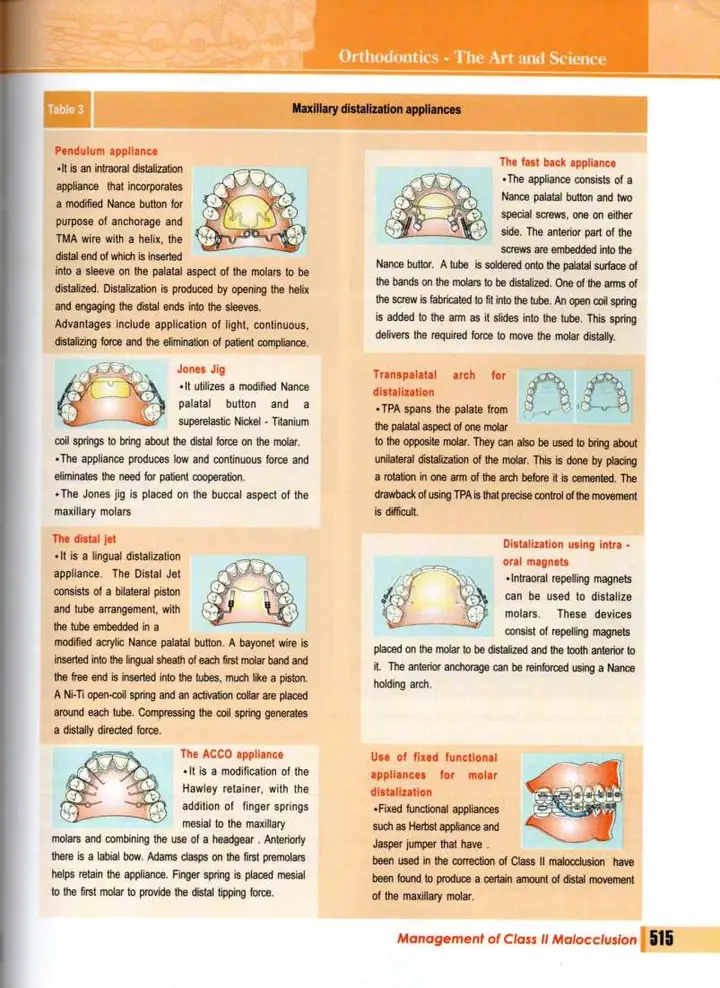 Orthodontics - The Art and Science
Table 3
Maxillary distalization appliances
Pendulum appliance
•It is an intraoral distalization
appliance that incorporates
a modified Nance button for
purpose of anchorage and
TMA wire with a helix, the
distal end of which is inserted
into a sleeve on the palatal aspect of the molars to be
distalized. Distalization is produced by opening the helix
and engaging the distal ends into the sleeves.
Advantages include application of light, continuous,
distalizing force and the elimination of patient compliance.
Jones Jig
•It utilizes a modified Nance
palatal button and a
superelastic Nickel - Titanium
coil springs to bring about the distal force on the molar.
•The appliance produces low and continuous force and
eliminates the need for patient cooperation.
•The Jones jig is placed on the buccal aspect of the
maxillary molars
The distal jet
•It is a lingual distalization
appliance. The Distal Jet
consists of a bilateral piston
and tube arrangement, with
the tube embedded in a
modified acrylic Nance palatal button. A bayonet wire is
inserted into the lingual sheath of each first molar band and
the free end is inserted into the tubes, much like a piston.
A Ni-Ti open-coil spring and an activation collar are placed
around each tube. Compressing the coil spring generates
a distally directed force.
The ACCO appliance
•It is a modification of the
Hawley retainer, with the
addition of finger springs
mesial to the maxillary
molars and combining the use of a headgear . Anteriorly
there is a labial bow. Adams clasps on the first premolars
helps retain the appliance. Finger spring is placed mesial
to the first molar to provide the distal tipping force.
The fast back appliance
•The appliance consists of a
Nance palatal button and two
special screws, one on either
side. The anterior part of the
screws are embedded into the
Nance buttor. A tube is soldered onto the palatal surface of
the bands on the molars to be distalized. One of the arms of
the screw is fabricated to fit into the tube. An open coil spring
is added to the arm as it slides into the tube. This spring
delivers the required force to move the molar distally.
Transpalatal arch for
distalization
•TPA spans the palate from
the palatal aspect of one molar
to the opposite molar. They can also be used to bring about
unilateral distalization of the molar. This is done by placing
a rotation in one arm of the arch before it is cemented. The
drawback of using TPA is that precise control of the movement
is difficult.
Distalization using intra -
oral magnets
•Intraoral repelling magnets
can be used to distalize
molars. These devices
consist of repelling magnets
placed on the molar to be distalized and the tooth anterior to
it. The anterior anchorage can be reinforced using a Nance
holding arch.
Use of fixed functional
appliances for molar
distalization
•Fixed functional appliances
such as Herbst appliance and
Jasper jumper that have .
been used in the correction of Class II malocclusion have
been found to produce a certain amount of distal movement
of the maxillary molar.
Management of Class II Malocclusion 515